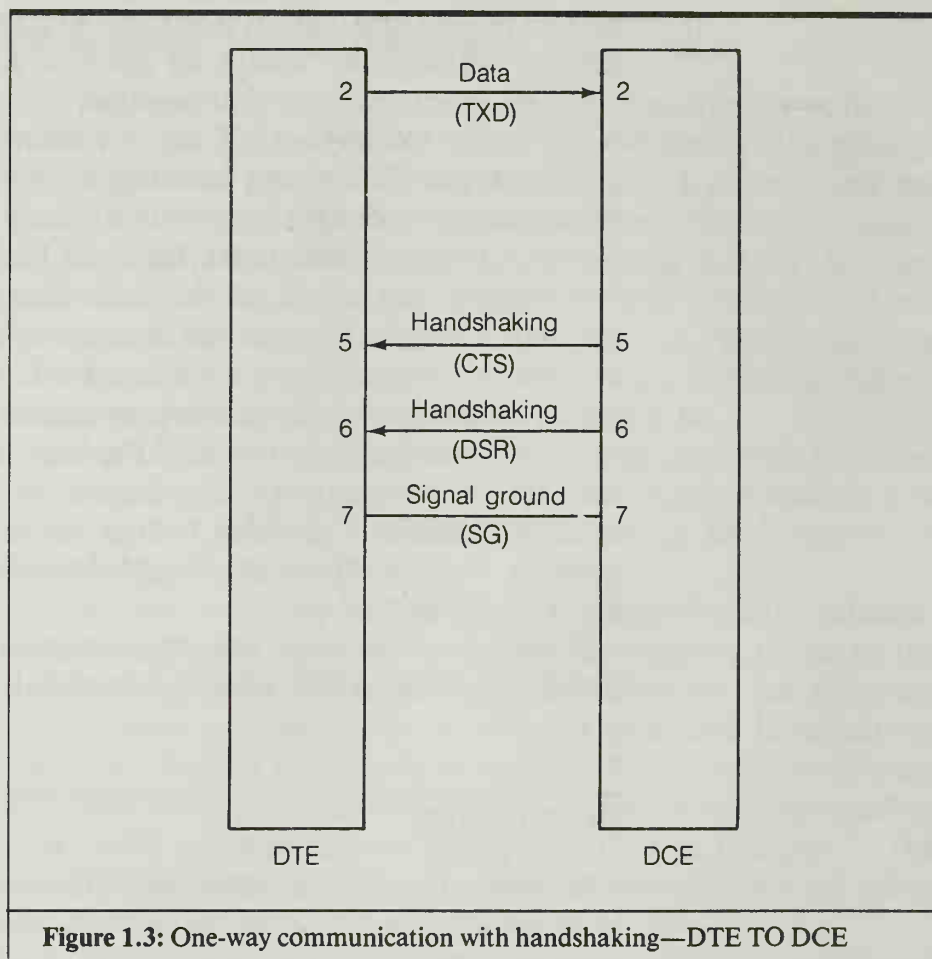 Data
2 2
(TXD)
Handshaking
5 5
(CTS)
Handshaking
6 6
(DSR)
Signal ground
7 7
(SG)
DTE DCE
Figure 1.3: One-way communication with handshaking—DTE TO DCE